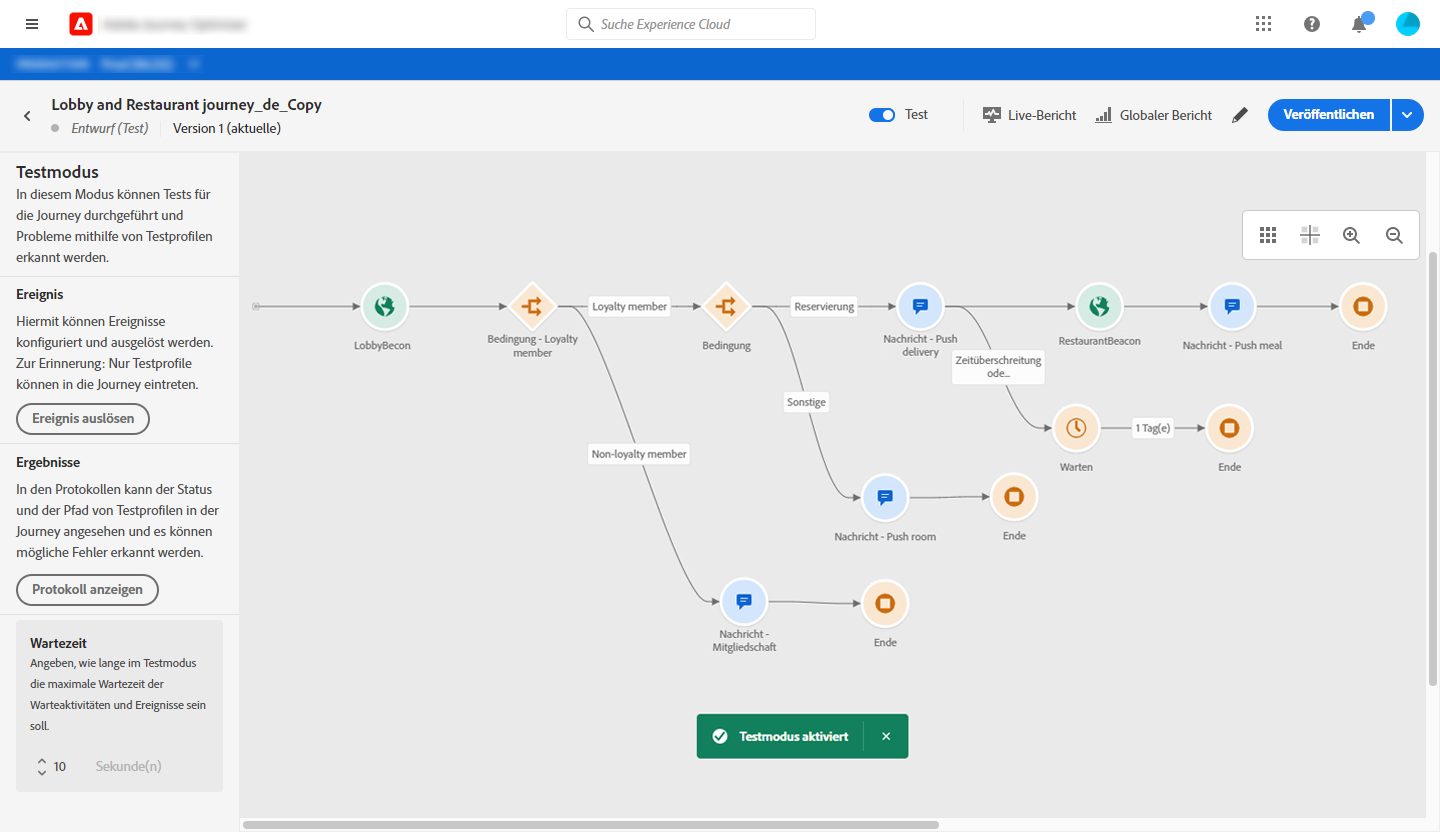 Suche Experience Cloud
Lobby and Restaurant journey_de_Copy
Entwurf (Test)
Version 1 (aktuelle)
Test
Live-Bericht
Globaler Bericht
Veröffentlichen
Testmodus
In diesem Modus können Tests für
die Journey durchgeführt und
Probleme mithilfe von Testprofilen
erkannt werden.
Ereignis
Hiermit können Ereignisse
konfiguriert und ausgelöst werden.
Zur Erinnerung: Nur Testprofile
können in die Journey eintreten.
Ereignis auslösen
Ergebnisse
In den Protokollen kann der Status
und der Pfad von Testprofilen in der
Journey angesehen und es können
mögliche Fehler erkannt werden.
Protokoll anzeigen
Wartezeit
Angeben, wie lange im Testmodus
die maximale Wartezeit der
Warteaktivitäten und Ereignisse sein
soll.
10
Sekunde(n)
LobbyBecon
Bedingung - Loyalty
member
Loyalty member
Bedingung
Reservierung
Nachricht - Push
delivery
RestaurantBeacon
Nachricht - Push meal
Ende
Zeitüberschreitung
ode...
Sonstige
Warten
1 Tag(e)
Ende
Non-loyalty member
Nachricht - Push room
Ende
Nachricht -
Mitgliedschaft
Ende
Testmodus aktiviert